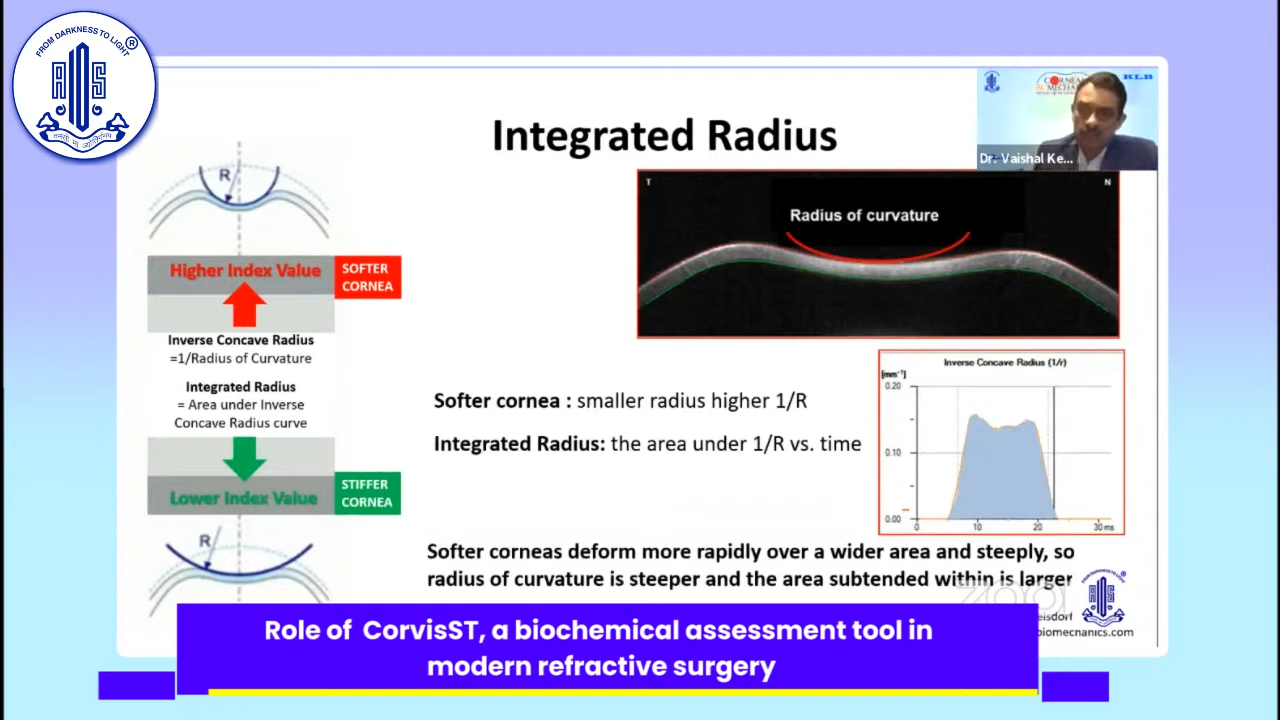 FROM DARKNESS TO LIGHT
®
AIOS
Integrated Radius
KLB
Dr. Vaishal Ke...
R
Higher Index Value
SOFTER
CORNEA
Inverse Concave Radius
=1/Radius of Curvature
Integrated Radius
= Area under Inverse
Concave Radius curve
Lower Index Value
STIFFER
CORNEA
R
T
N
Radius of curvature
Softer cornea : smaller radius higher 1/R
Integrated Radius: the area under 1/R vs. time
Inverse Concave Radius (1/r)
[mm⁻¹]
0.20
0.10
0.00
10
20
30 ms
Softer corneas deform more rapidly over a wider area and steeply, so
radius of curvature is steeper and the area subtended within is larger
zoom
eisdorf
biomechanics.com
Role of CorvisST, a biochemical assessment tool in
modern refractive surgery